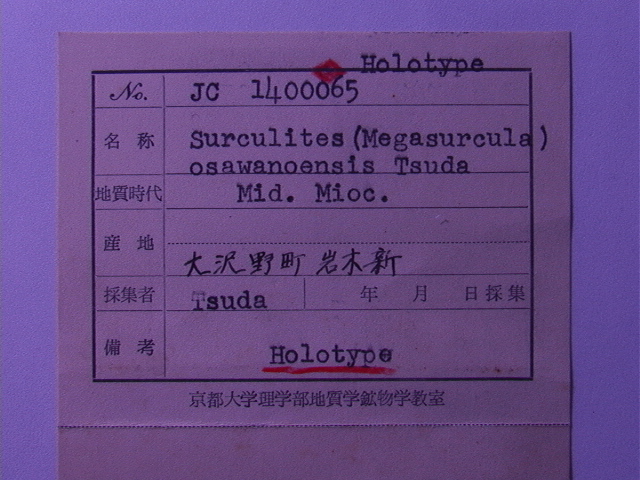 Holotype
No. JC 1400065
名称 Surculites (Megasurcula)
osawanoensis Tsuda
地質時代 Mid. Mioc.
産地
大沢野町 岩木新
採集者 Tsuda 年 月 日採集
備考 Holotype
京都大学理学部地質学鉱物学教室